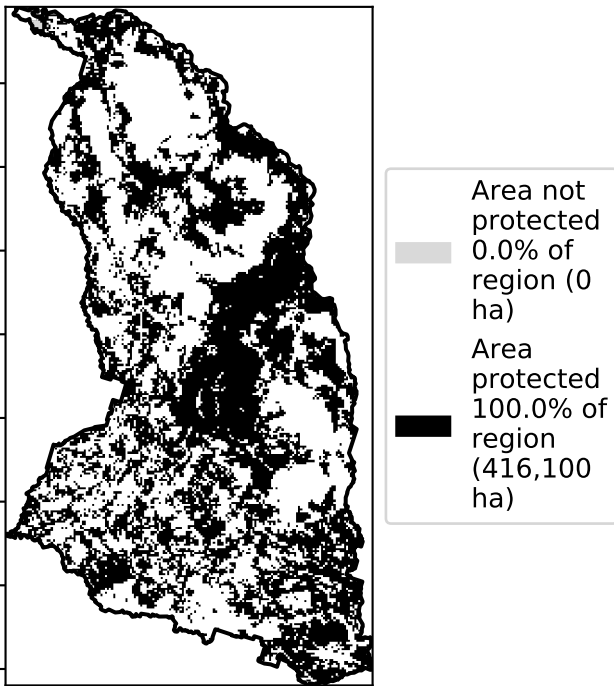 Area not
protected
0.0% of
region (0
ha)
Area
protected
100.0% of
region
(416,100
ha)